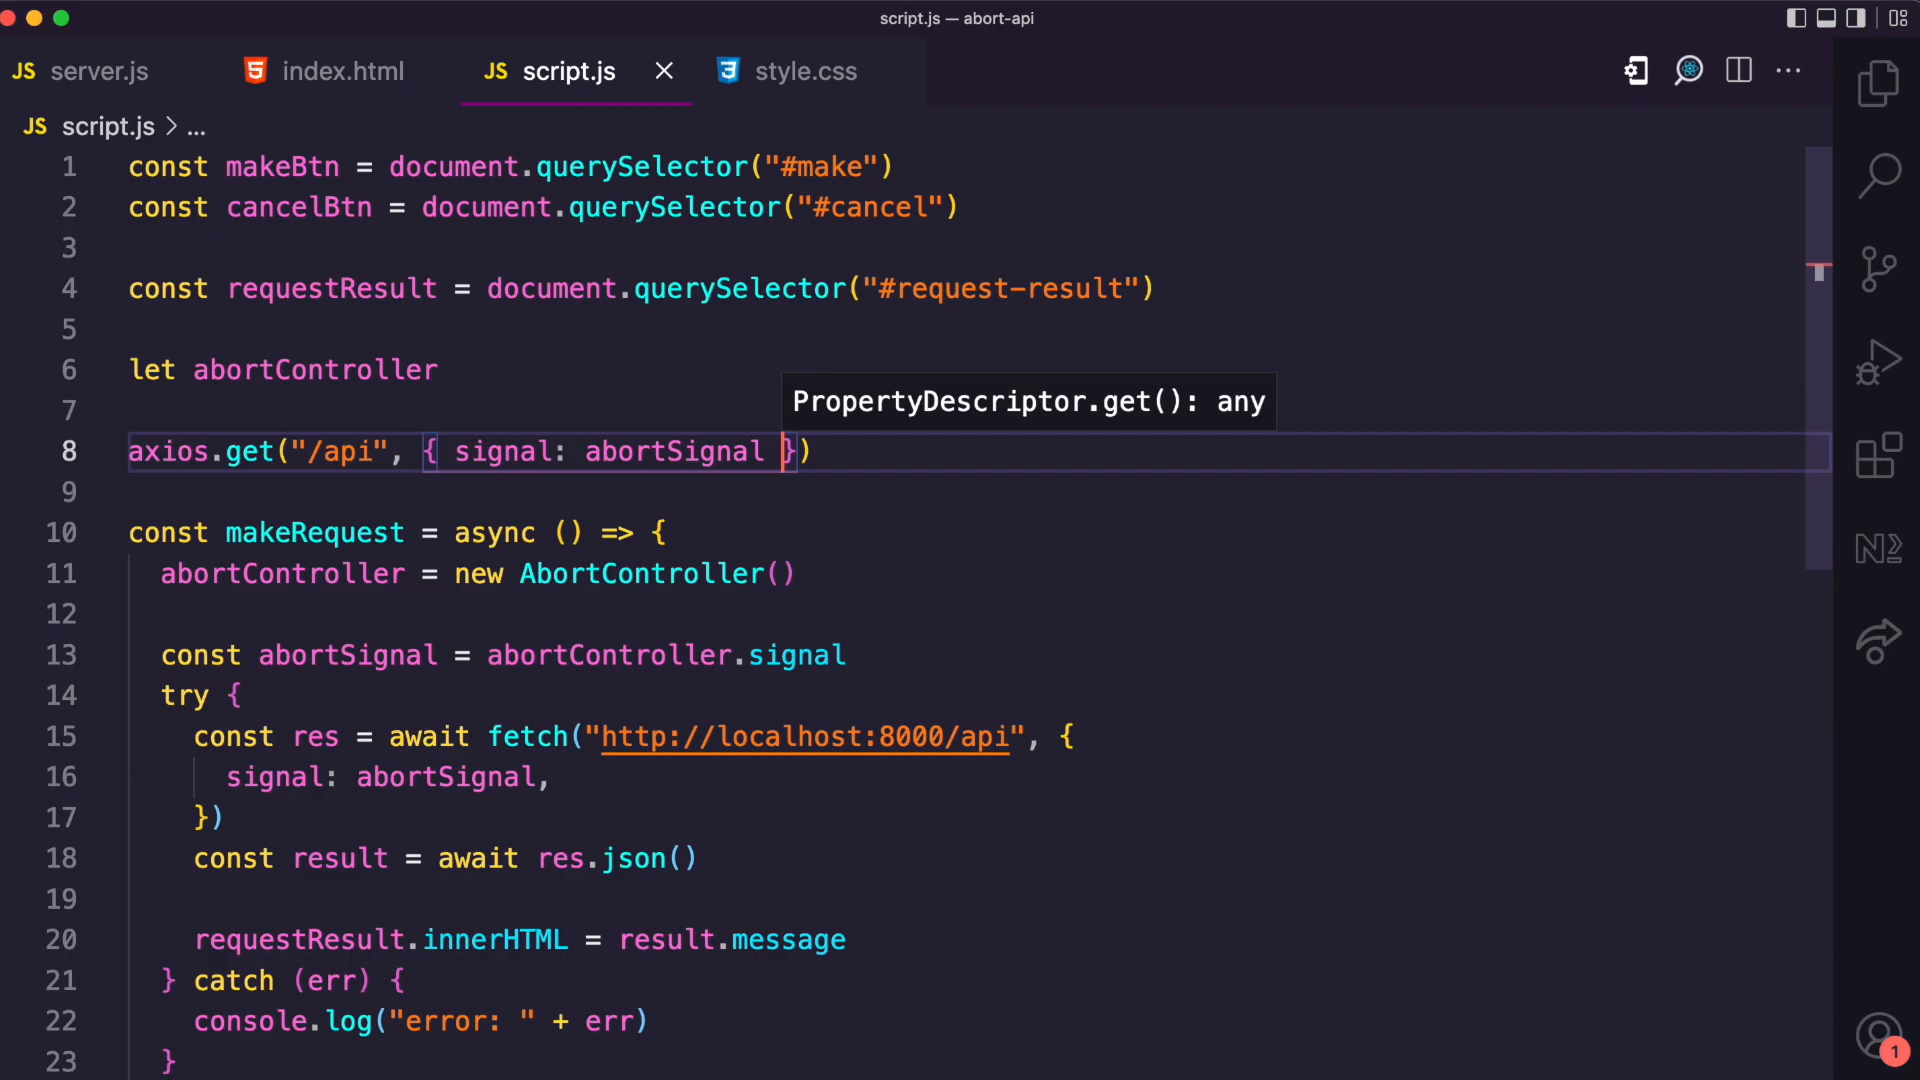 script.js — abort-api
JS server.js index.html JS script.js style.css
JS script.js > ...
1 const makeBtn = document.querySelector("#make")
2 const cancelBtn = document.querySelector("#cancel")
3
4 const requestResult = document.querySelector("#request-result")
5
6 let abortController
7
PropertyDescriptor.get(): any
8 axios.get("/api", { signal: abortSignal })
9
10 const makeRequest = async () => {
11 abortController = new AbortController()
12
13 const abortSignal = abortController.signal
14 try {
15 const res = await fetch("http://localhost:8000/api", {
16 signal: abortSignal,
17 })
18 const result = await res.json()
19
20 requestResult.innerHTML = result.message
21 } catch (err) {
22 console.log("error: " + err)
23 }
1